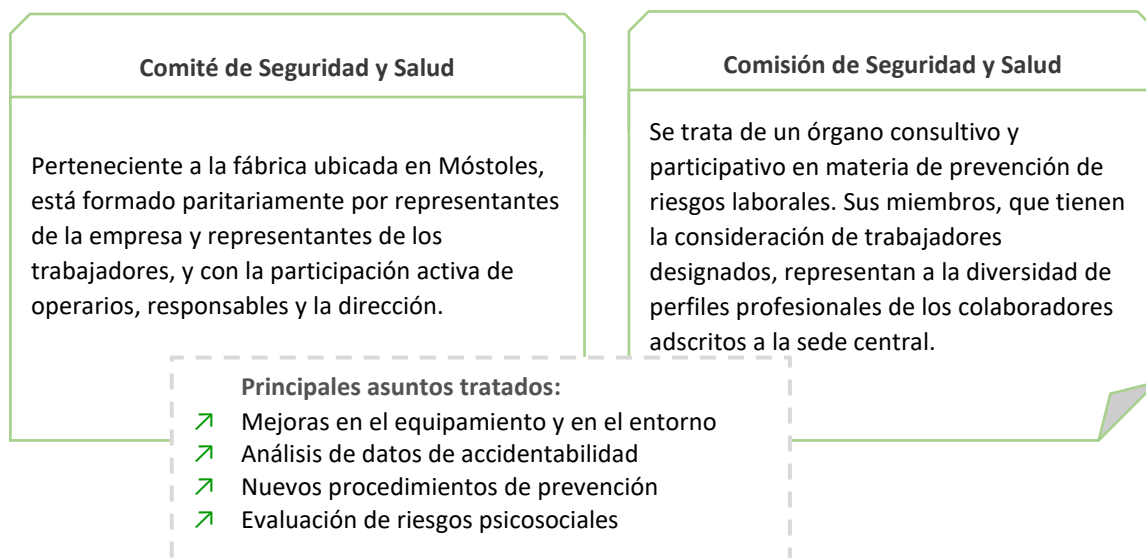 Comité de Seguridad y Salud
Perteneciente a la fábrica ubicada en Móstoles,
está formado paritariamente por representantes
de la empresa y representantes de los
trabajadores, y con la participación activa de
operarios, responsables y la dirección.
Comisión de Seguridad y Salud
Se trata de un órgano consultivo y
participativo en materia de prevención de
riesgos laborales. Sus miembros, que tienen
la consideración de trabajadores
designados, representan a la diversidad de
perfiles profesionales de los colaboradores
adscritos a la sede central.
Principales asuntos tratados:
Mejoras en el equipamiento y en el entorno
Análisis de datos de accidentabilidad
Nuevos procedimientos de prevención
Evaluación de riesgos psicosociales